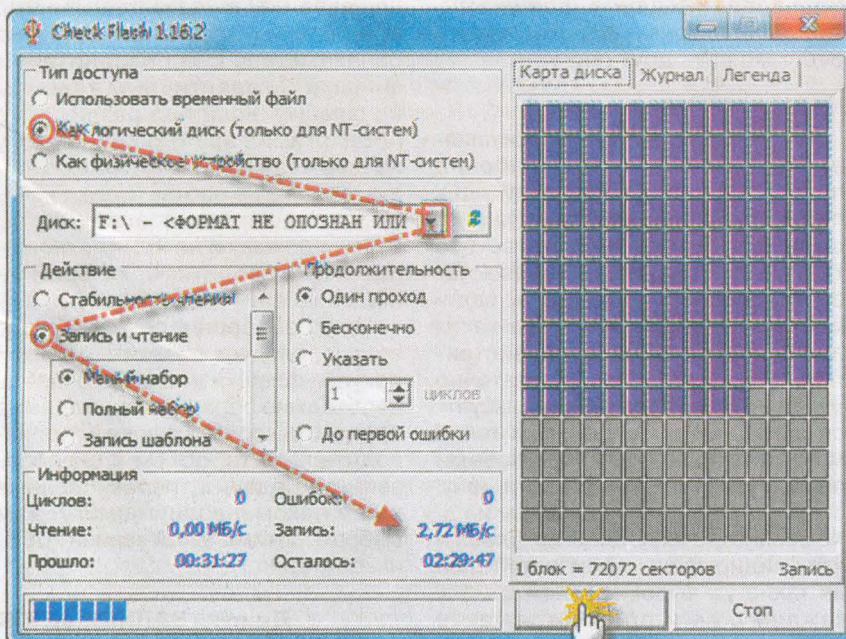 Check Flash 1.16.2
Тип доступа
Использовать временный файл
Как логический диск (только для NT-систем)
Как физическое устройство (только для NT-систем)
Диск: F:\ - <ФОРМАТ НЕ ОПОЗНАН ИЛИ
Действие
Стабильность чтения
Запись и чтение
Малый набор
Полный набор
Запись шаблона
Продолжительность
Один проход
Бесконечно
Указать
1 циклов
До первой ошибки
Информация
Циклов: 0 Ошибок: 0
Чтение: 0,00 МБ/с Запись: 2,72 МБ/с
Прошло: 00:31:27 Осталось: 02:29:47
Карта диска Журнал Легенда
1 блок = 72072 секторов Запись
Стоп